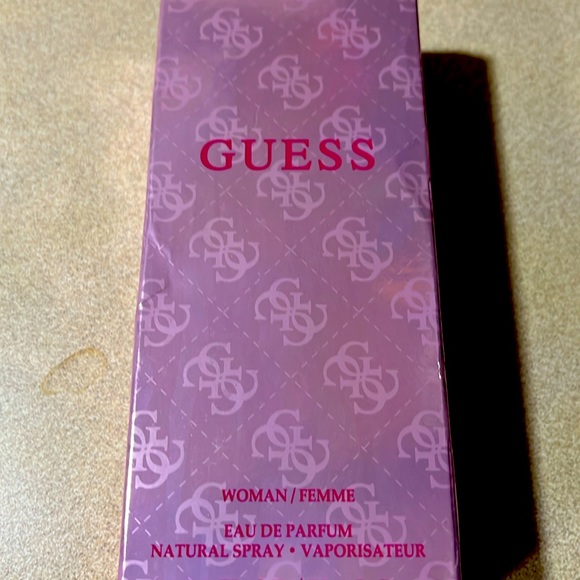 GUESS
WOMAN / FEMME
EAU DE PARFUM
NATURAL SPRAY • VAPORISATEUR